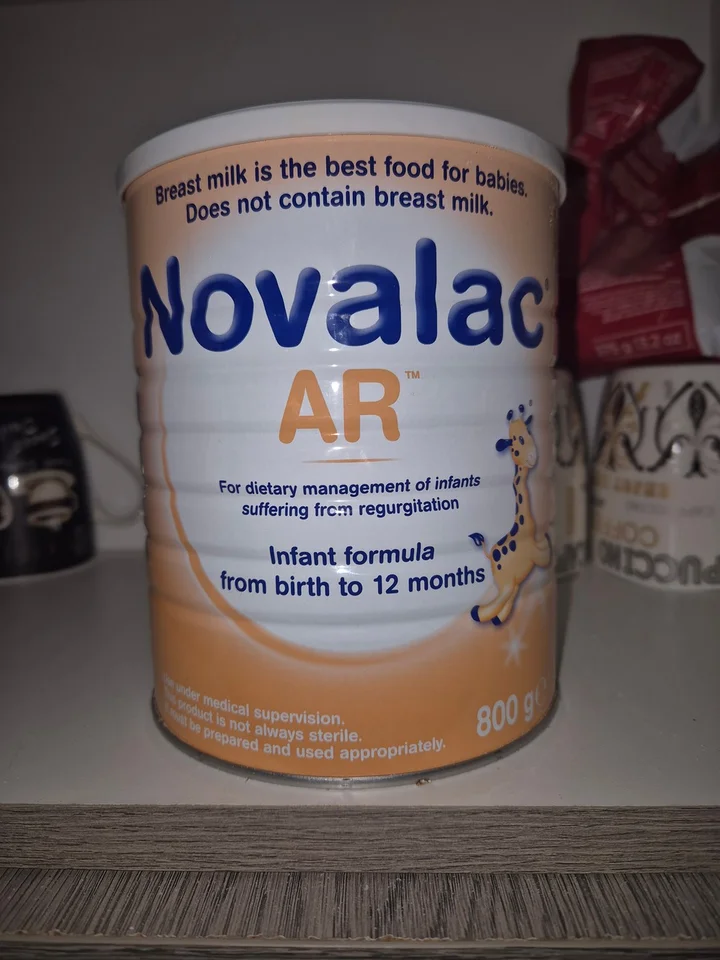 Breast milk is the best food for babies.
Does not contain breast milk.
Novalac
AR™
For dietary management of infants
suffering from regurgitation
Infant formula
from birth to 12 months
under medical supervision.
product is not always sterile.
be prepared and used appropriately.
800 g